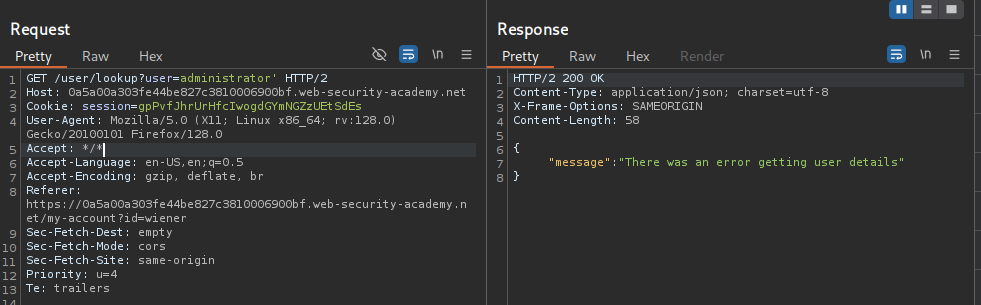 Request
Pretty Raw Hex
\n
1 GET /user/lookup?user=administrator' HTTP/2
2 Host: 0a5a00a303fe44be827c3810006900bf.web-security-academy.net
3 Cookie: session=gpPvfJhrUrHfcIwogdGYmNGZzUEtSdEs
4 User-Agent: Mozilla/5.0 (X11; Linux x86_64; rv:128.0)
Gecko/20100101 Firefox/128.0
5 Accept: */*
6 Accept-Language: en-US,en;q=0.5
7 Accept-Encoding: gzip, deflate, br
8 Referer:
https://0a5a00a303fe44be827c3810006900bf.web-security-academy.n
et/my-account?id=wiener
9 Sec-Fetch-Dest: empty
10 Sec-Fetch-Mode: cors
11 Sec-Fetch-Site: same-origin
12 Priority: u=4
13 Te: trailers
14
Response
Pretty Raw Hex Render
\n
1 HTTP/2 200 OK
2 Content-Type: application/json; charset=utf-8
3 X-Frame-Options: SAMEORIGIN
4 Content-Length: 58
5
6 {
7 "message":"There was an error getting user details"
8 }